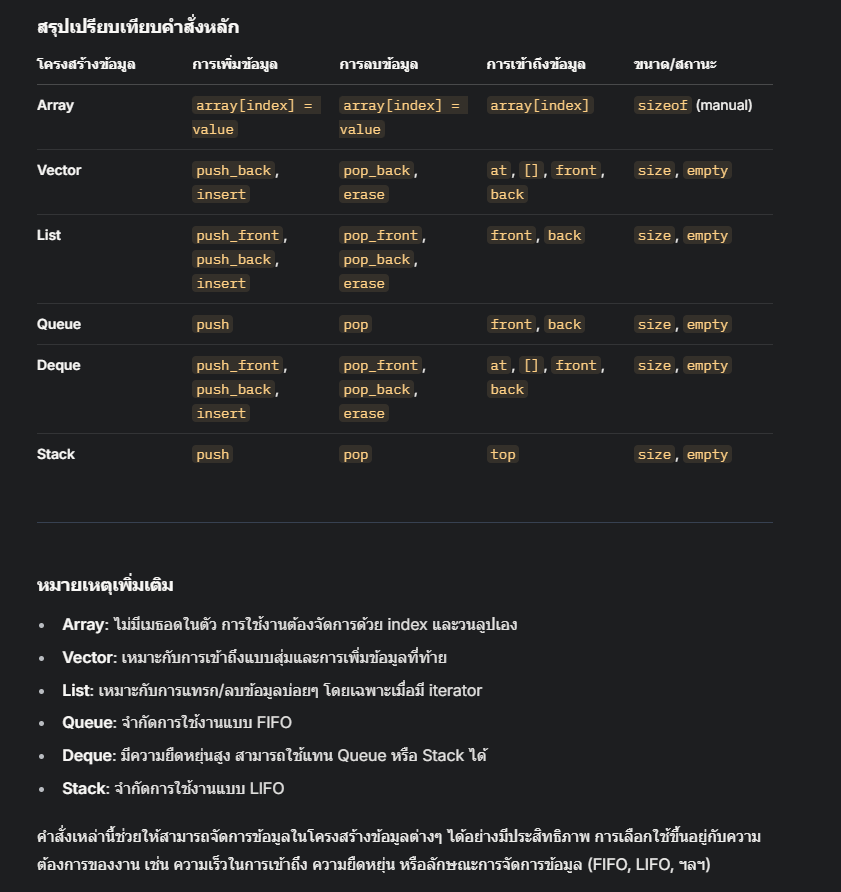 สรุปเปรียบเทียบคำสั่งหลัก
โครงสร้างข้อมูล การเพิ่มข้อมูล การลบข้อมูล การเข้าถึงข้อมูล ขนาด/สถานะ
Array array[index] = value array[index] = value array[index] sizeof (manual)
Vector push_back, insert pop_back, erase at, [], front, back size, empty
List push_front, push_back, insert pop_front, pop_back, erase front, back size, empty
Queue push pop front, back size, empty
Deque push_front, push_back, insert pop_front, pop_back, erase at, [], front, back size, empty
Stack push pop top size, empty
หมายเหตุเพิ่มเติม
• Array: ไม่มีเมธอดในตัว การใช้งานต้องจัดการด้วย index และวนลูปเอง
• Vector: เหมาะกับการเข้าถึงแบบสุ่มและการเพิ่มข้อมูลที่ท้าย
• List: เหมาะกับการแทรก/ลบข้อมูลบ่อยๆ โดยเฉพาะเมื่อมี iterator
• Queue: จำกัดการใช้งานแบบ FIFO
• Deque: มีความยืดหยุ่นสูง สามารถใช้แทน Queue หรือ Stack ได้
• Stack: จำกัดการใช้งานแบบ LIFO
คำสั่งเหล่านี้ช่วยให้สามารถจัดการข้อมูลในโครงสร้างข้อมูลต่างๆ ได้อย่างมีประสิทธิภาพ การเลือกใช้ขึ้นอยู่กับความ
ต้องการของงาน เช่น ความเร็วในการเข้าถึง ความยืดหยุ่น หรือลักษณะการจัดการข้อมูล (FIFO, LIFO, ฯลฯ)